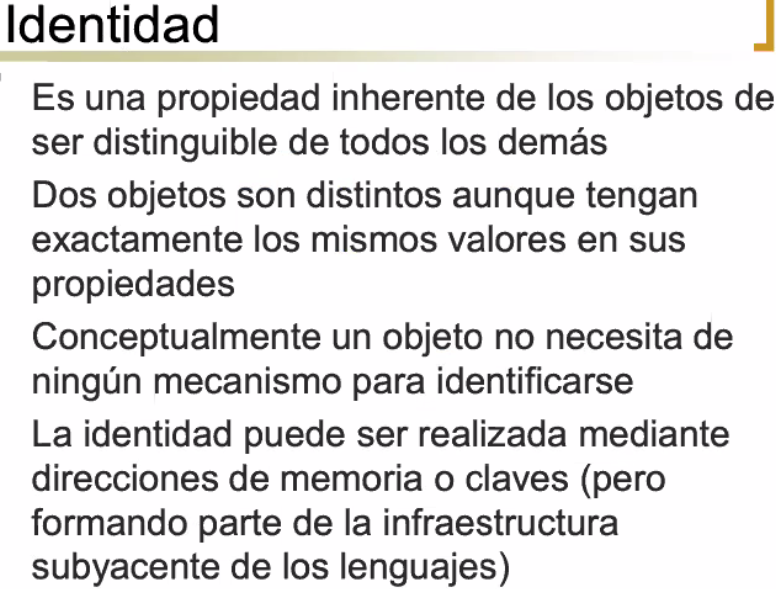 Identidad
Es una propiedad inherente de los objetos de
ser distinguible de todos los demás
Dos objetos son distintos aunque tengan
exactamente los mismos valores en sus
propiedades
Conceptualmente un objeto no necesita de
ningún mecanismo para identificarse
La identidad puede ser realizada mediante
direcciones de memoria o claves (pero
formando parte de la infraestructura
subyacente de los lenguajes)